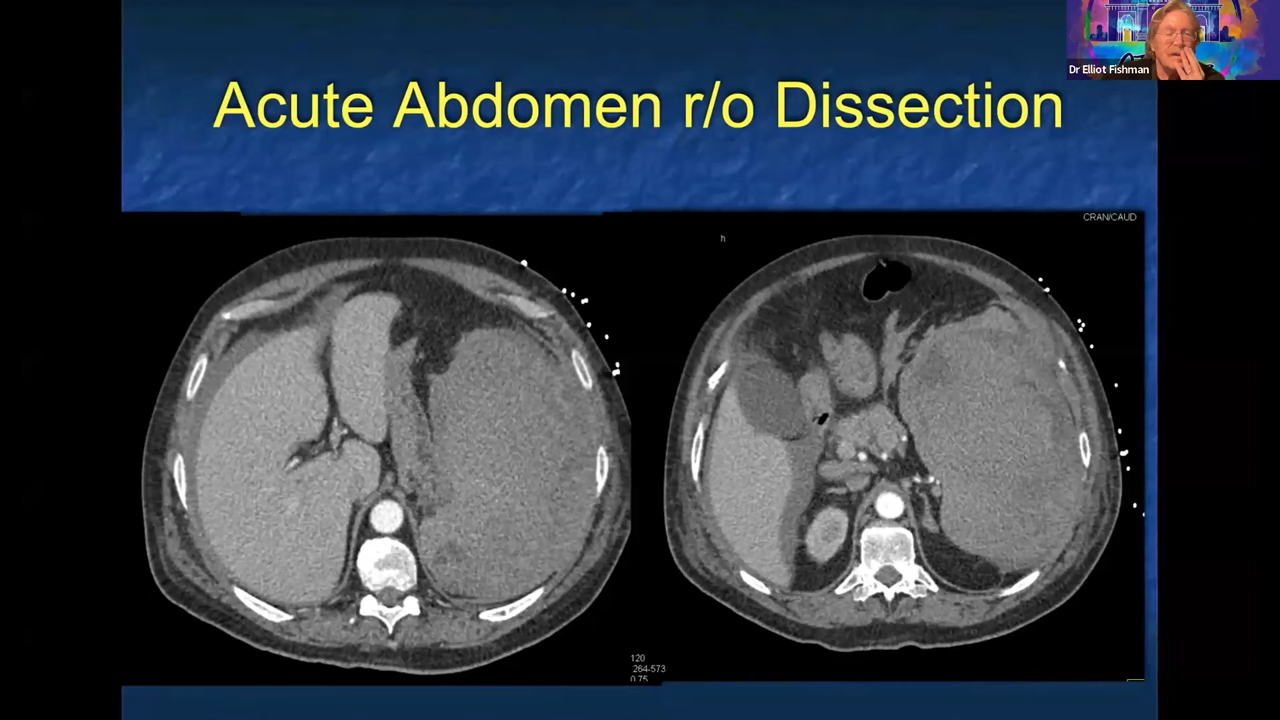 Dr Elliot Fishman
Acute Abdomen r/o Dissection
CRAN/CAUD
h
120
264-573
0.75